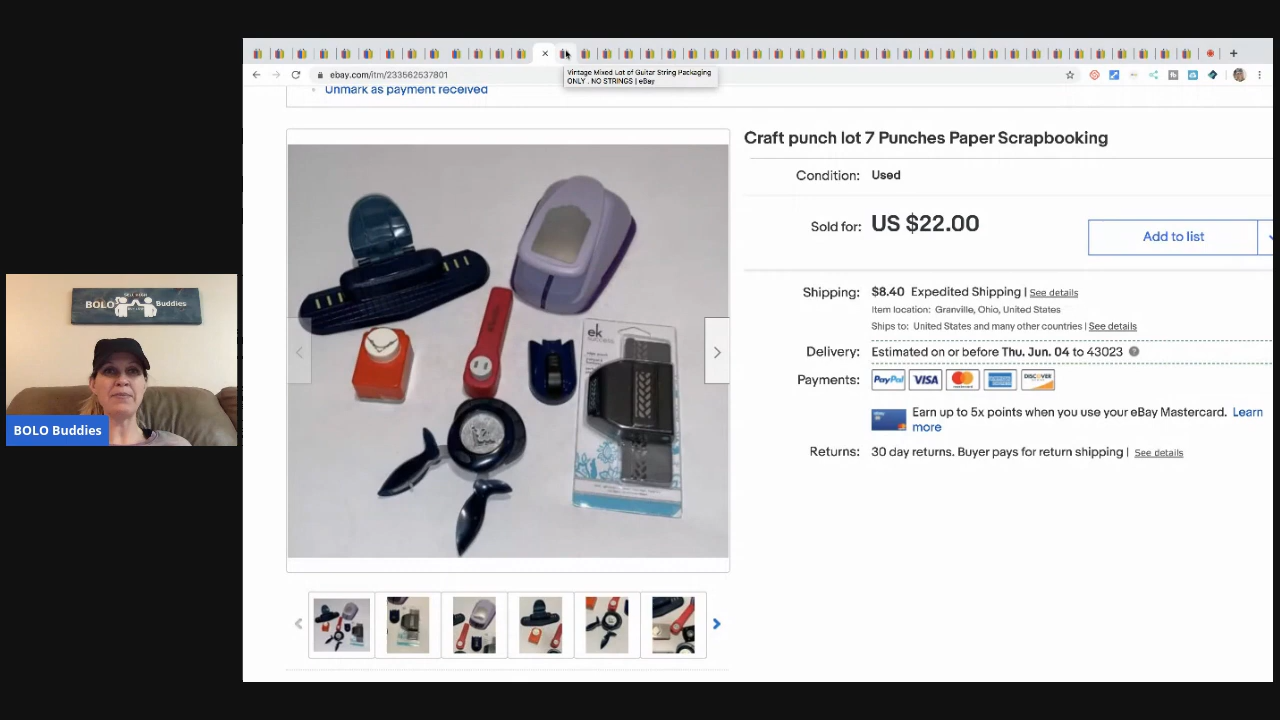 ebay.com/itm/233562537801
Vintage Mixed Lot of Guitar String Packaging
ONLY . NO STRINGS | eBay
Unmark as payment received
Craft punch lot 7 Punches Paper Scrapbooking
Condition: Used
Sold for: US $22.00
Add to list
Shipping: $8.40 Expedited Shipping | See details
Item location: Granville, Ohio, United States
Ships to: United States and many other countries | See details
Delivery: Estimated on or before Thu. Jun. 04 to 43023
Payments: PayPal VISA mastercard DISCOVER
Earn up to 5x points when you use your eBay Mastercard. Learn
more
Returns: 30 day returns. Buyer pays for return shipping | See details
ek
success
BOLO Buddies
BOLO Buddies